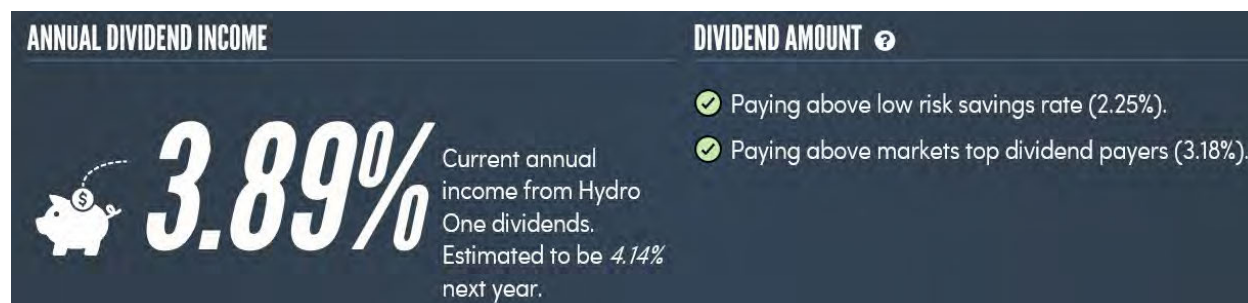 ANNUAL DIVIDEND INCOME
3.89%
Current annual
income from Hydro
One dividends.
Estimated to be 4.14%
next year.
DIVIDEND AMOUNT ?
Paying above low risk savings rate (2.25%).
Paying above markets top dividend payers (3.18%).
$